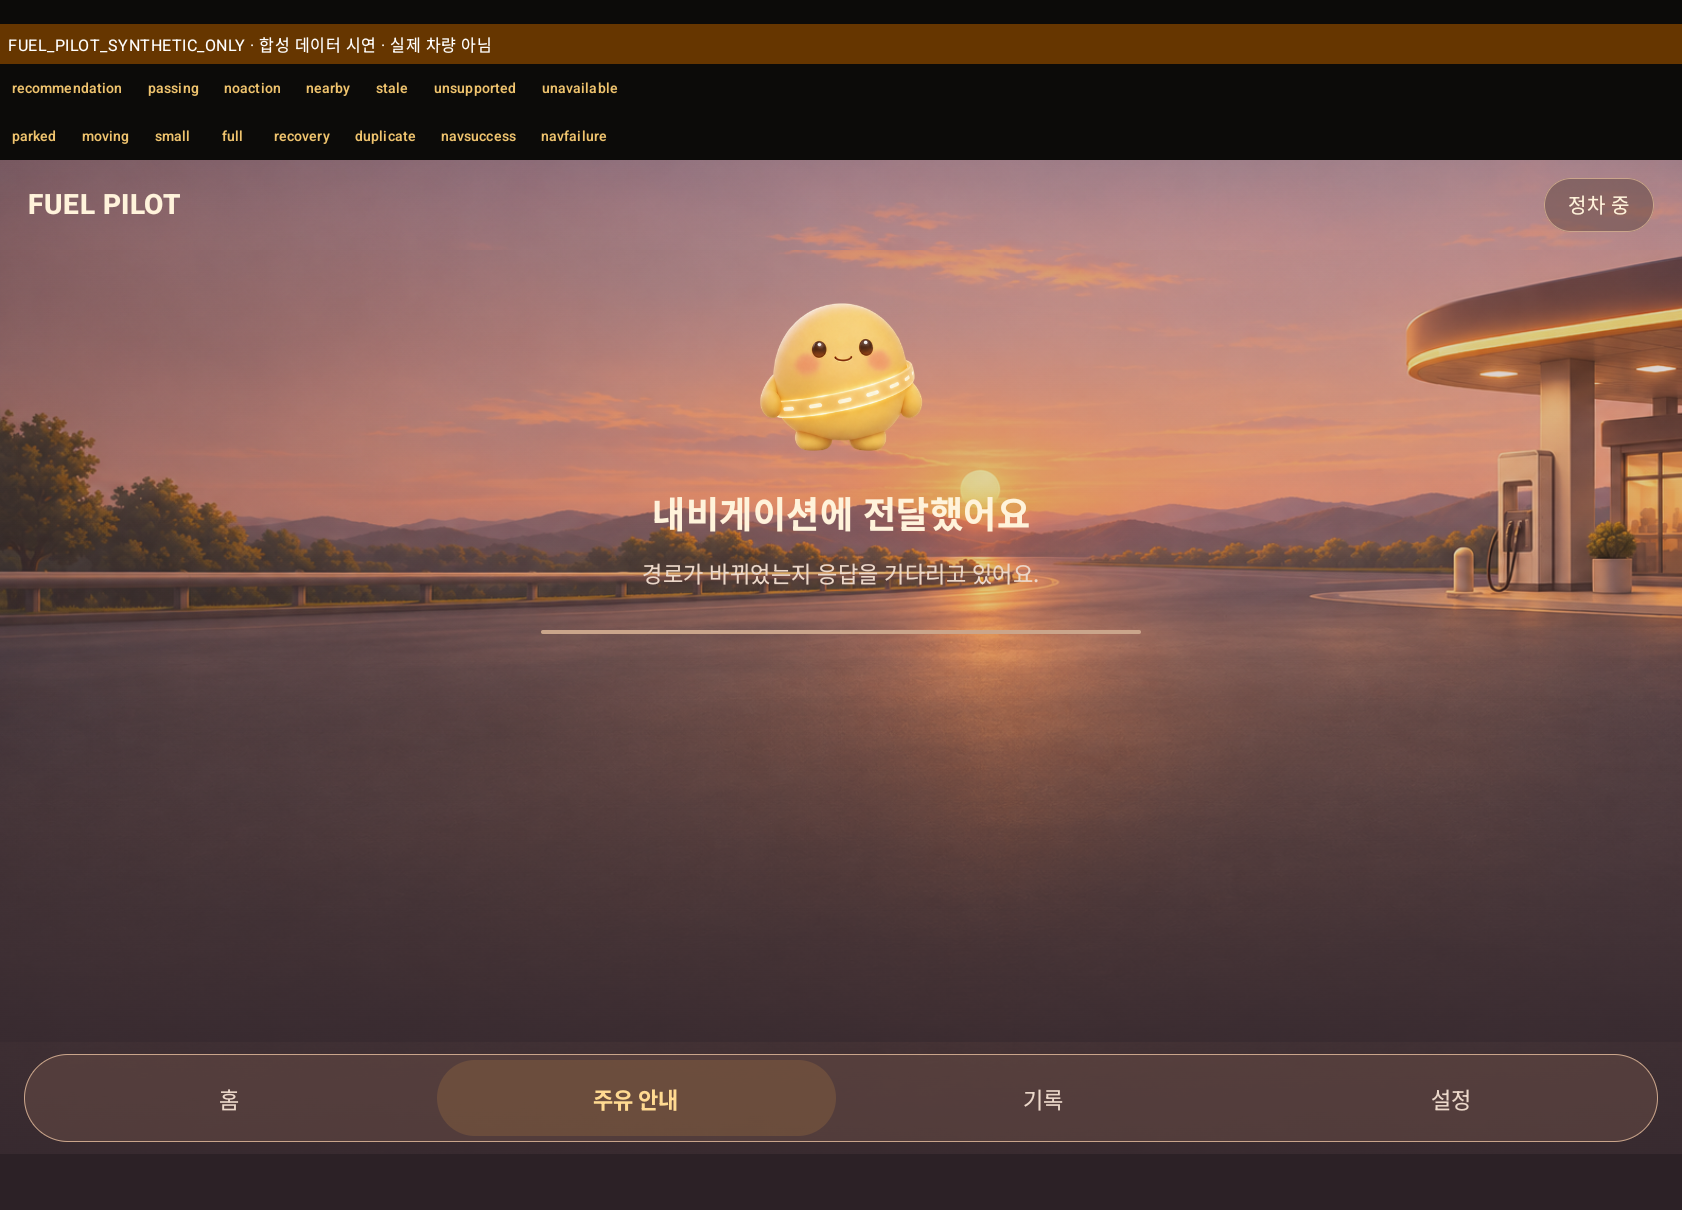 FUEL_PILOT_SYNTHETIC_ONLY · 합성 데이터 시연 · 실제 차량 아님
recommendation passing noaction nearby stale unsupported unavailable
parked moving small full recovery duplicate navsuccess navfailure
FUEL PILOT
정차 중
내비게이션에 전달했어요
경로가 바뀌었는지 응답을 기다리고 있어요.
홈 주유 안내 기록 설정